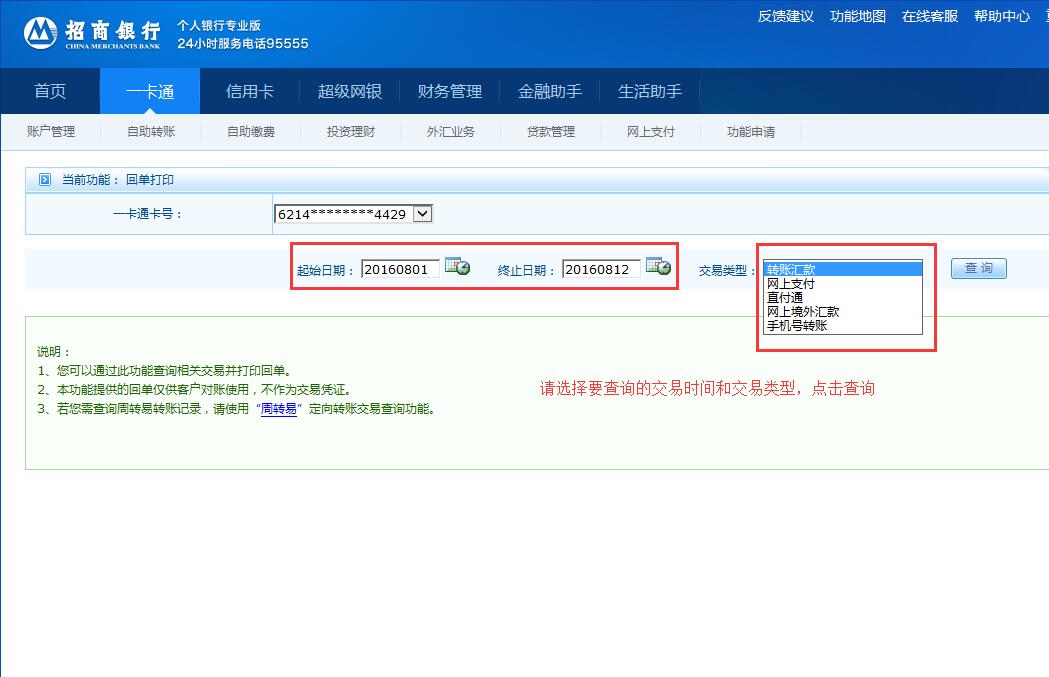 反馈建议 功能地图 在线客服 帮助中心
招商银行 个人银行专业版
CHINA MERCHANTS BANK 24小时服务电话95555
首页 一卡通 信用卡 超级网银 财务管理 金融助手 生活助手
账户管理 自助转账 自助缴费 投资理财 外汇业务 贷款管理 网上支付 功能申请
当前功能： 回单打印
一卡通卡号： 6214********4429
起始日期： 20160801 终止日期： 20160812 交易类型： 转账汇款 查 询
网上支付
直付通
网上境外汇款
手机号转账
说明：
1、您可以通过此功能查询相关交易并打印回单。
2、本功能提供的回单仅供客户对账使用，不作为交易凭证。
请选择要查询的交易时间和交易类型，点击查询
3、若您需查询周转易转账记录，请使用“周转易”定向转账交易查询功能。